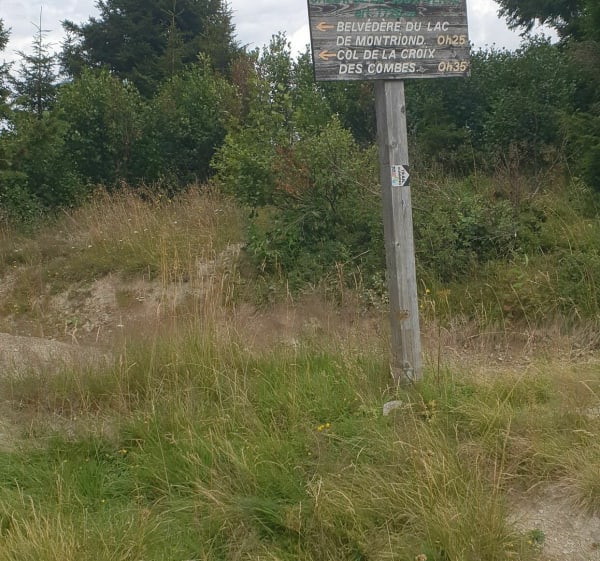 ← BELVÉDÈRE DU LAC
DE MONTRIOND. 0h25
← COL DE LA CROIX
DES COMBES. 0h35